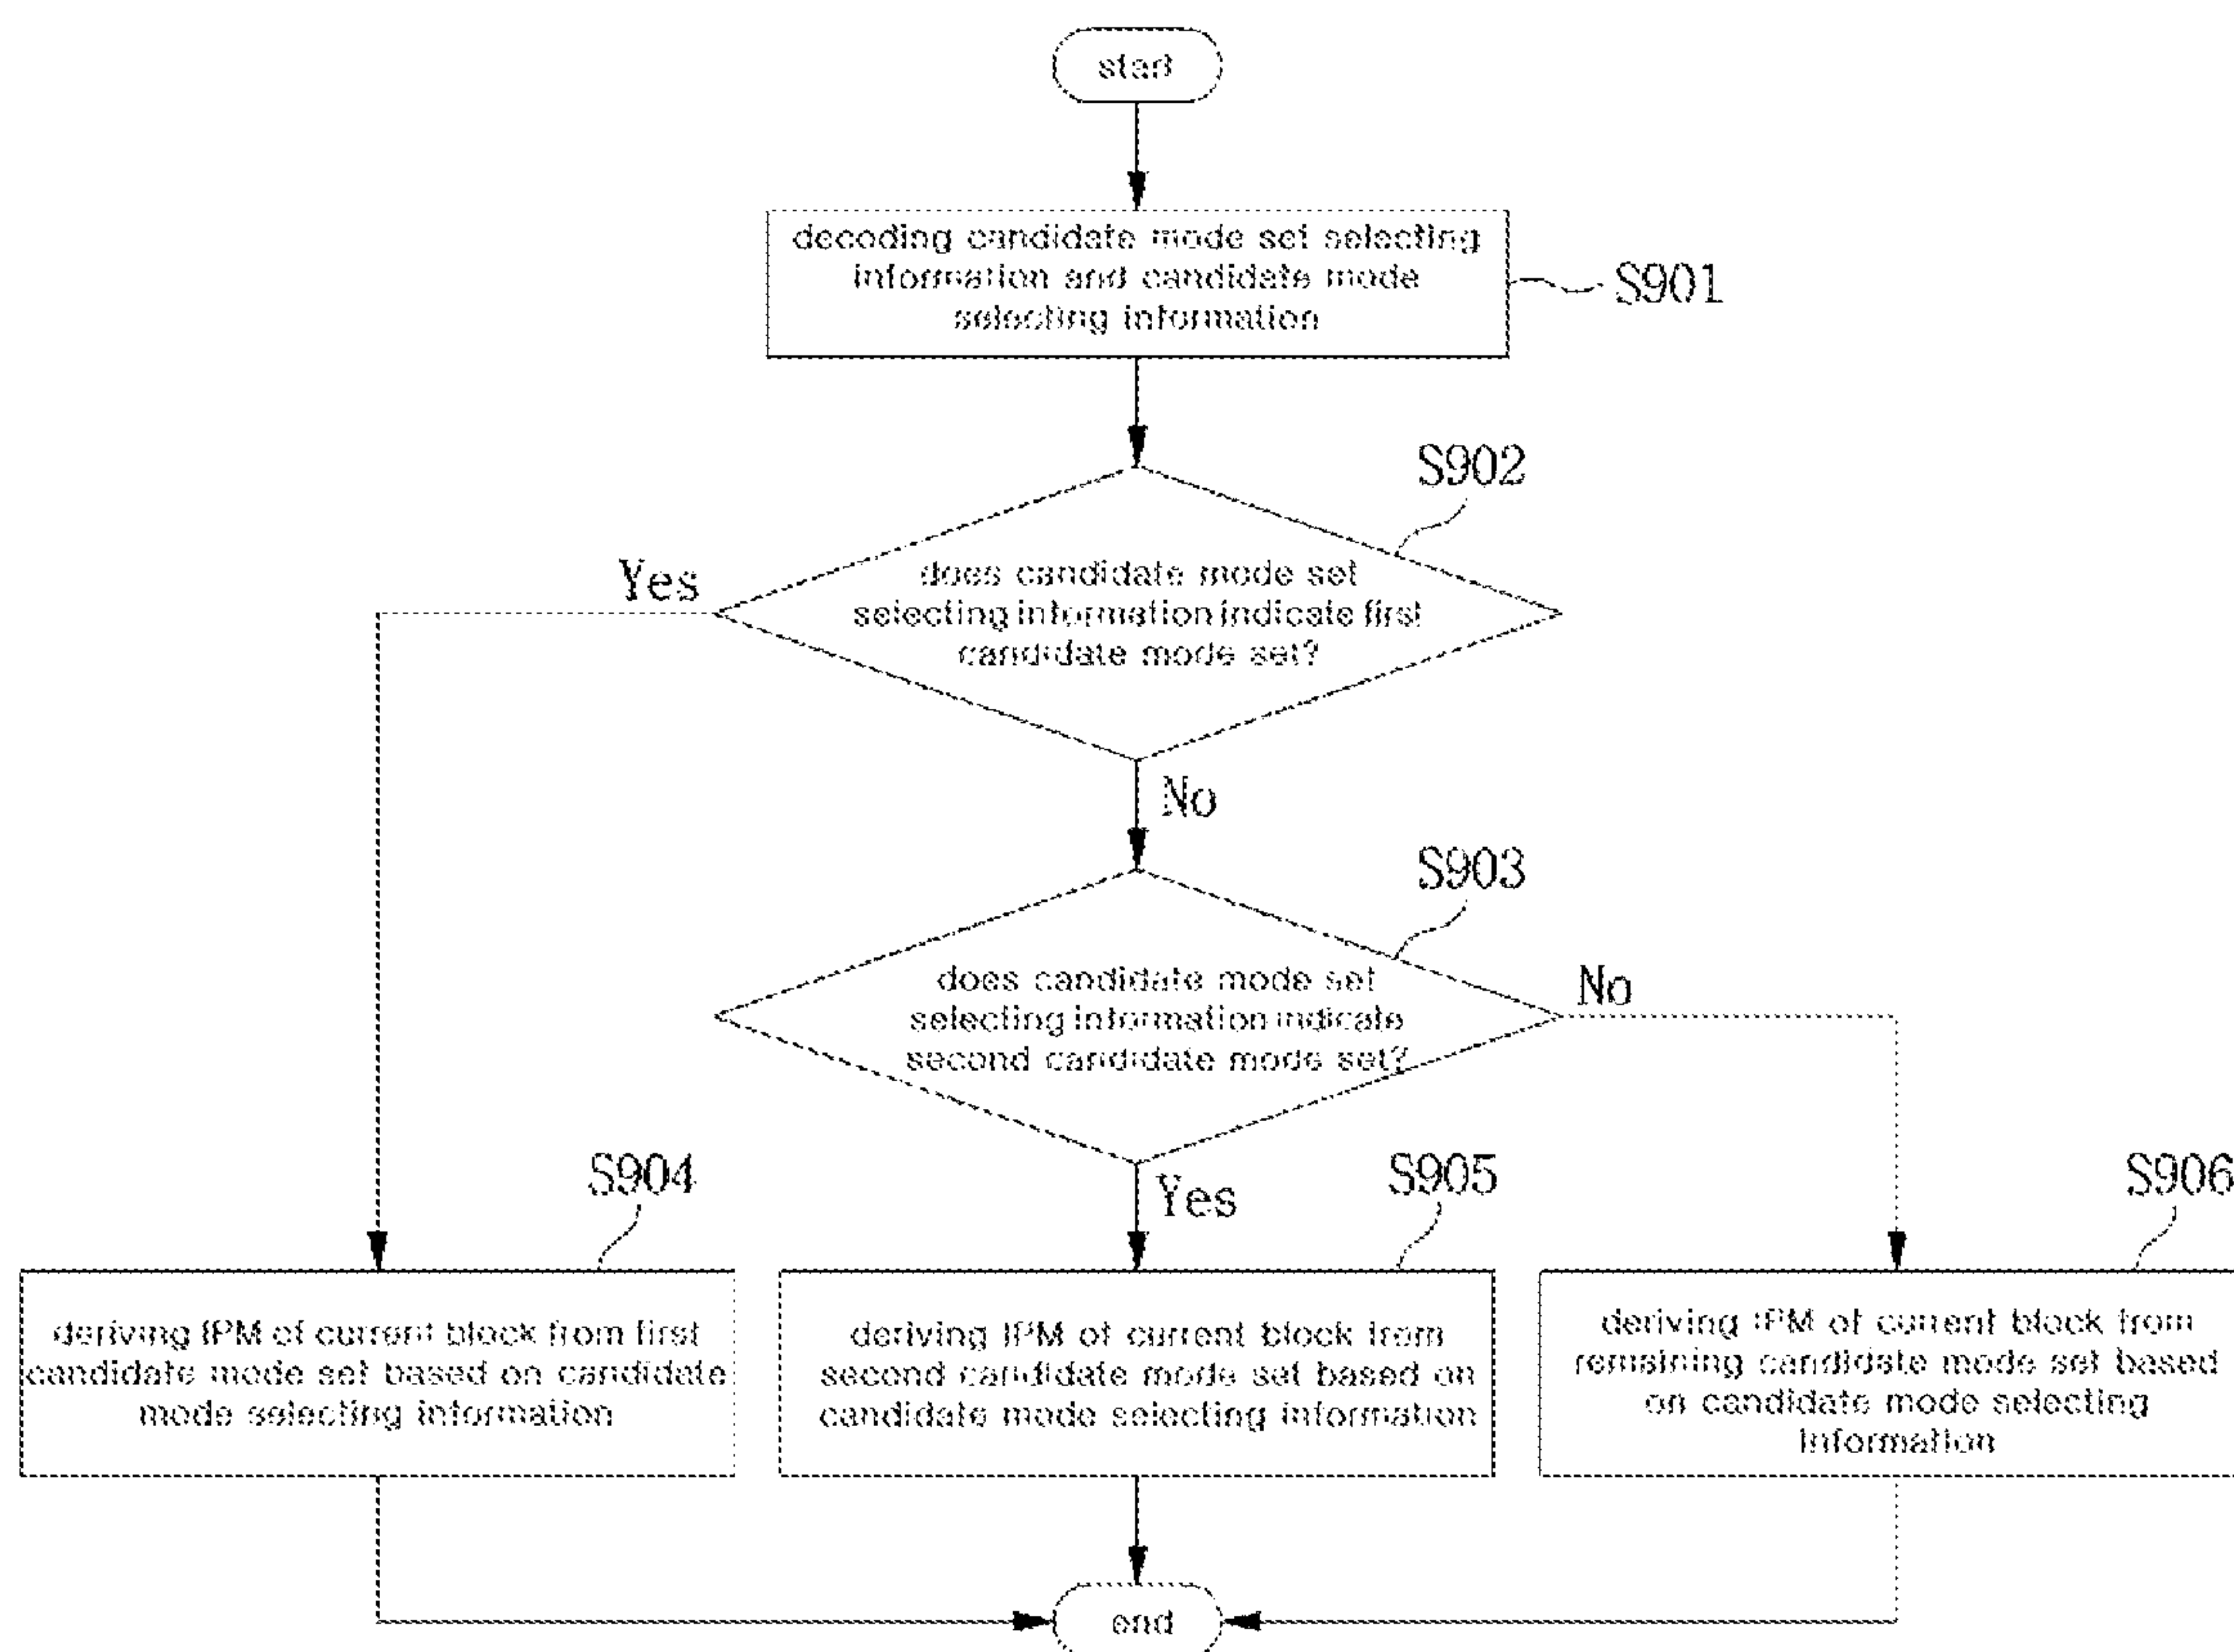 start
decoding candidate mode set selecting
information and candidate mode
selecting information
S901
S902
Yes
does candidate mode set
selecting information indicate first
candidate mode set?
No
S903
does candidate mode set
selecting information indicate
second candidate mode set?
No
Yes
S904
deriving IPM of current block from first
candidate mode set based on candidate
mode selecting information
S905
deriving IPM of current block from
second candidate mode set based on
candidate mode selecting information
S906
deriving IPM of current block from
remaining candidate mode set based
on candidate mode selecting
information
end